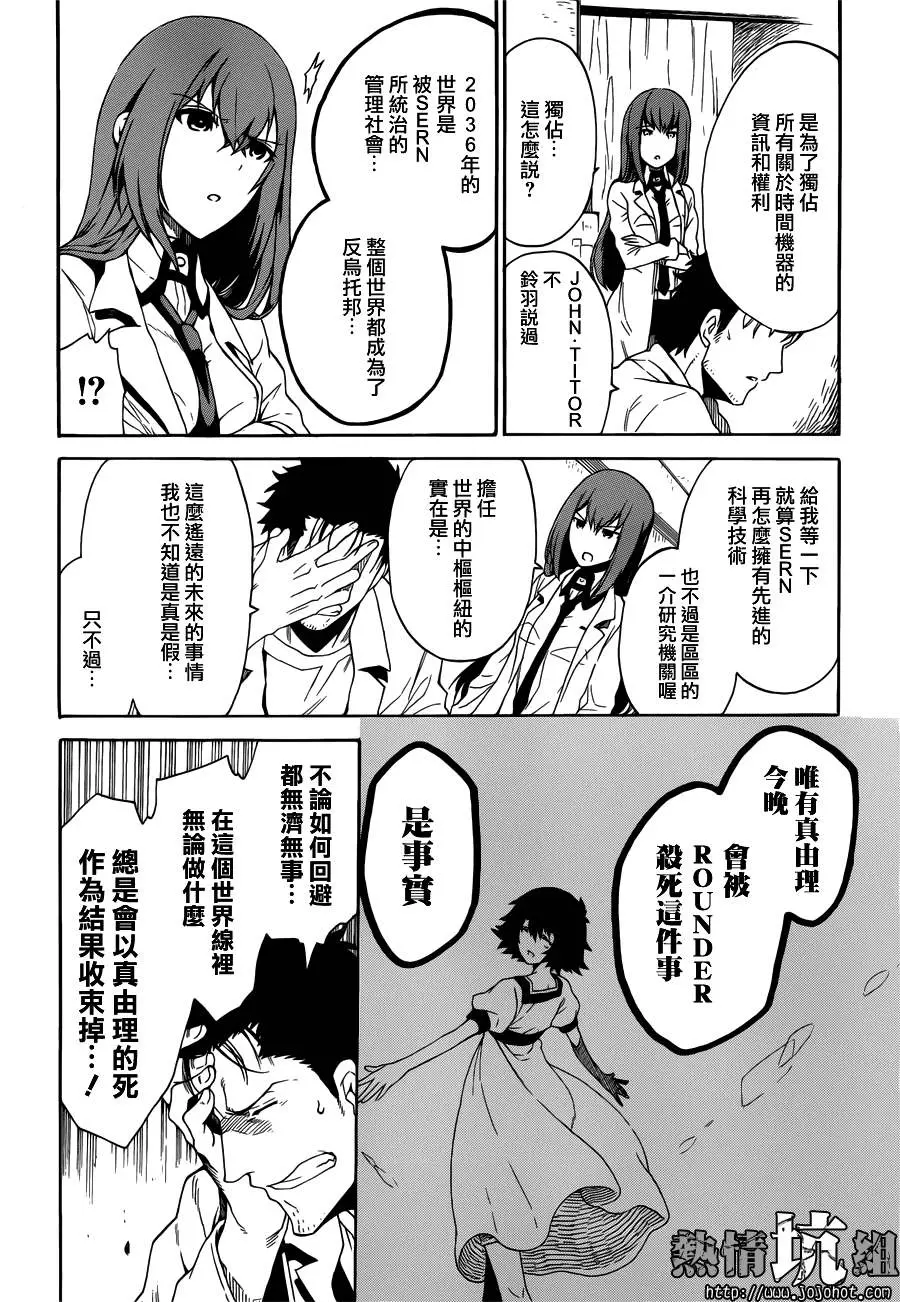 是為了獨佔
所有關於時間機器的
資訊和權利
獨佔…
這怎麼説?
JOHN·TITOR
不
鈴羽説過
2036年的
世界是
被SERN
所統治的
管理社會…
整個世界都成為了
反烏托邦…
!?
給我等一下
就算SERN
再怎麼擁有先進的
科學技術
也不過是區區的
一介研究機關喔
擔任
世界的中樞樞紐的
實在是…
這麼遙遠的未來的事情
我也不知道是真是假…
只不過…
唯有真由理
今晚
會被
ROUNDER
殺死這件事
是事實
不論如何回避
都無濟無事…
在這個世界線裡
無論做什麼
總是會以真由理的死
作為結果收束掉…!
熱情坑組
http://www.jojohot.com